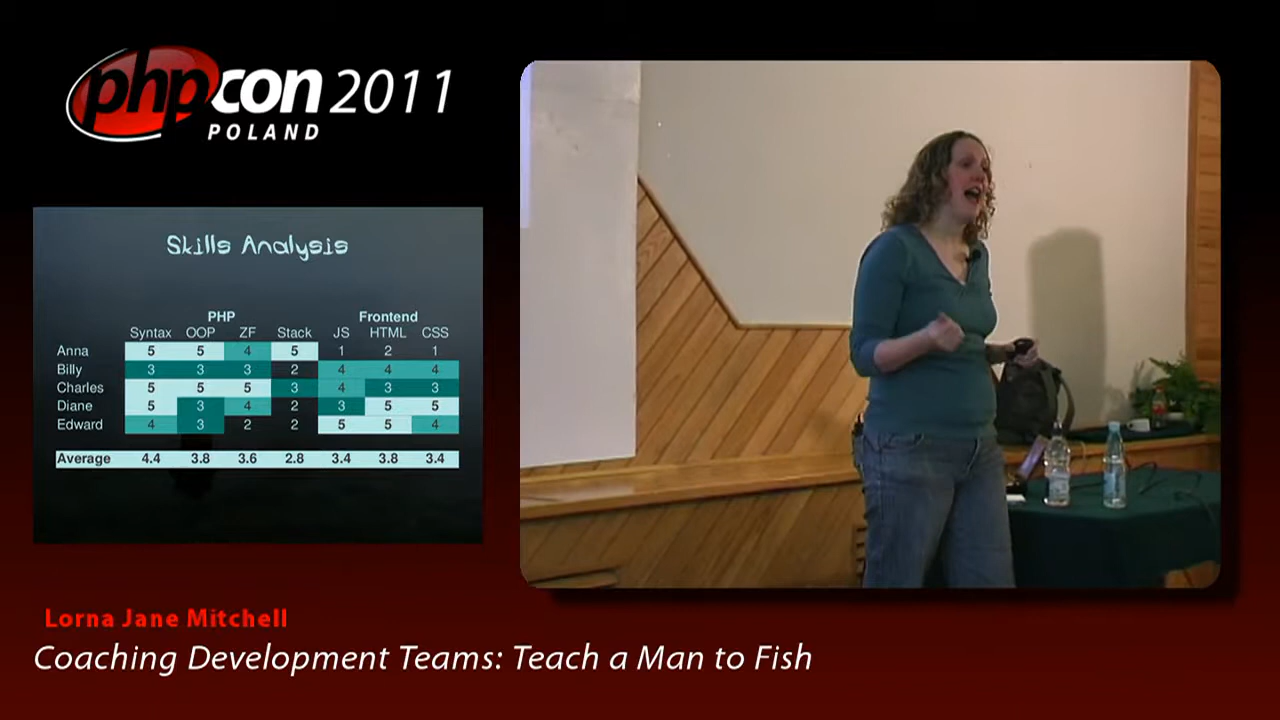 phpcon 2011
POLAND
Skills Analysis
PHP Frontend
Syntax OOP ZF Stack JS HTML CSS
Anna 5 5 4 5 1 2 1
Billy 3 3 3 2 4 4 4
Charles 5 5 5 3 4 3 3
Diane 5 3 4 2 3 5 5
Edward 4 3 2 2 5 5 4
Average 4.4 3.8 3.6 2.8 3.4 3.8 3.4
Lorna Jane Mitchell
Coaching Development Teams: Teach a Man to Fish